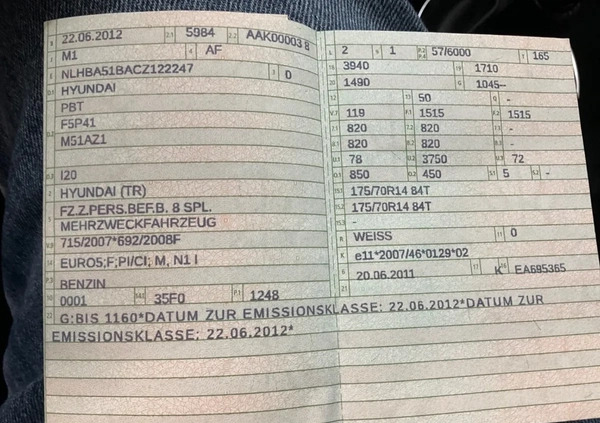 22.06.2012 5984 AAK00003 8
M1 AF
NLHBA51BACZ122247 0
HYUNDAI
PBT
F5P41
M51AZ1
I20
HYUNDAI (TR)
FZ.Z.PERS.BEF.B. 8 SPL.
MEHRZWECKFAHRZEUG
715/2007*692/2008F
EURO5;F;PI/CI; M, N1 I
BENZIN
0001 35F0 1248
G:BIS 1160*DATUM ZUR EMISSIONSKLASSE: 22.06.2012*DATUM ZUR
EMISSIONSKLASSE: 22.06.2012*
2 1 57/6000 165
3940 1710
1490 1045--
50 -
119 1515 1515
820 820 -
820 820 -
78 3750 72
850 450 5 -
175/70R14 84T
175/70R14 84T
-
WEISS 0
e11*2007/46*0129*02
20.06.2011 K EA695365